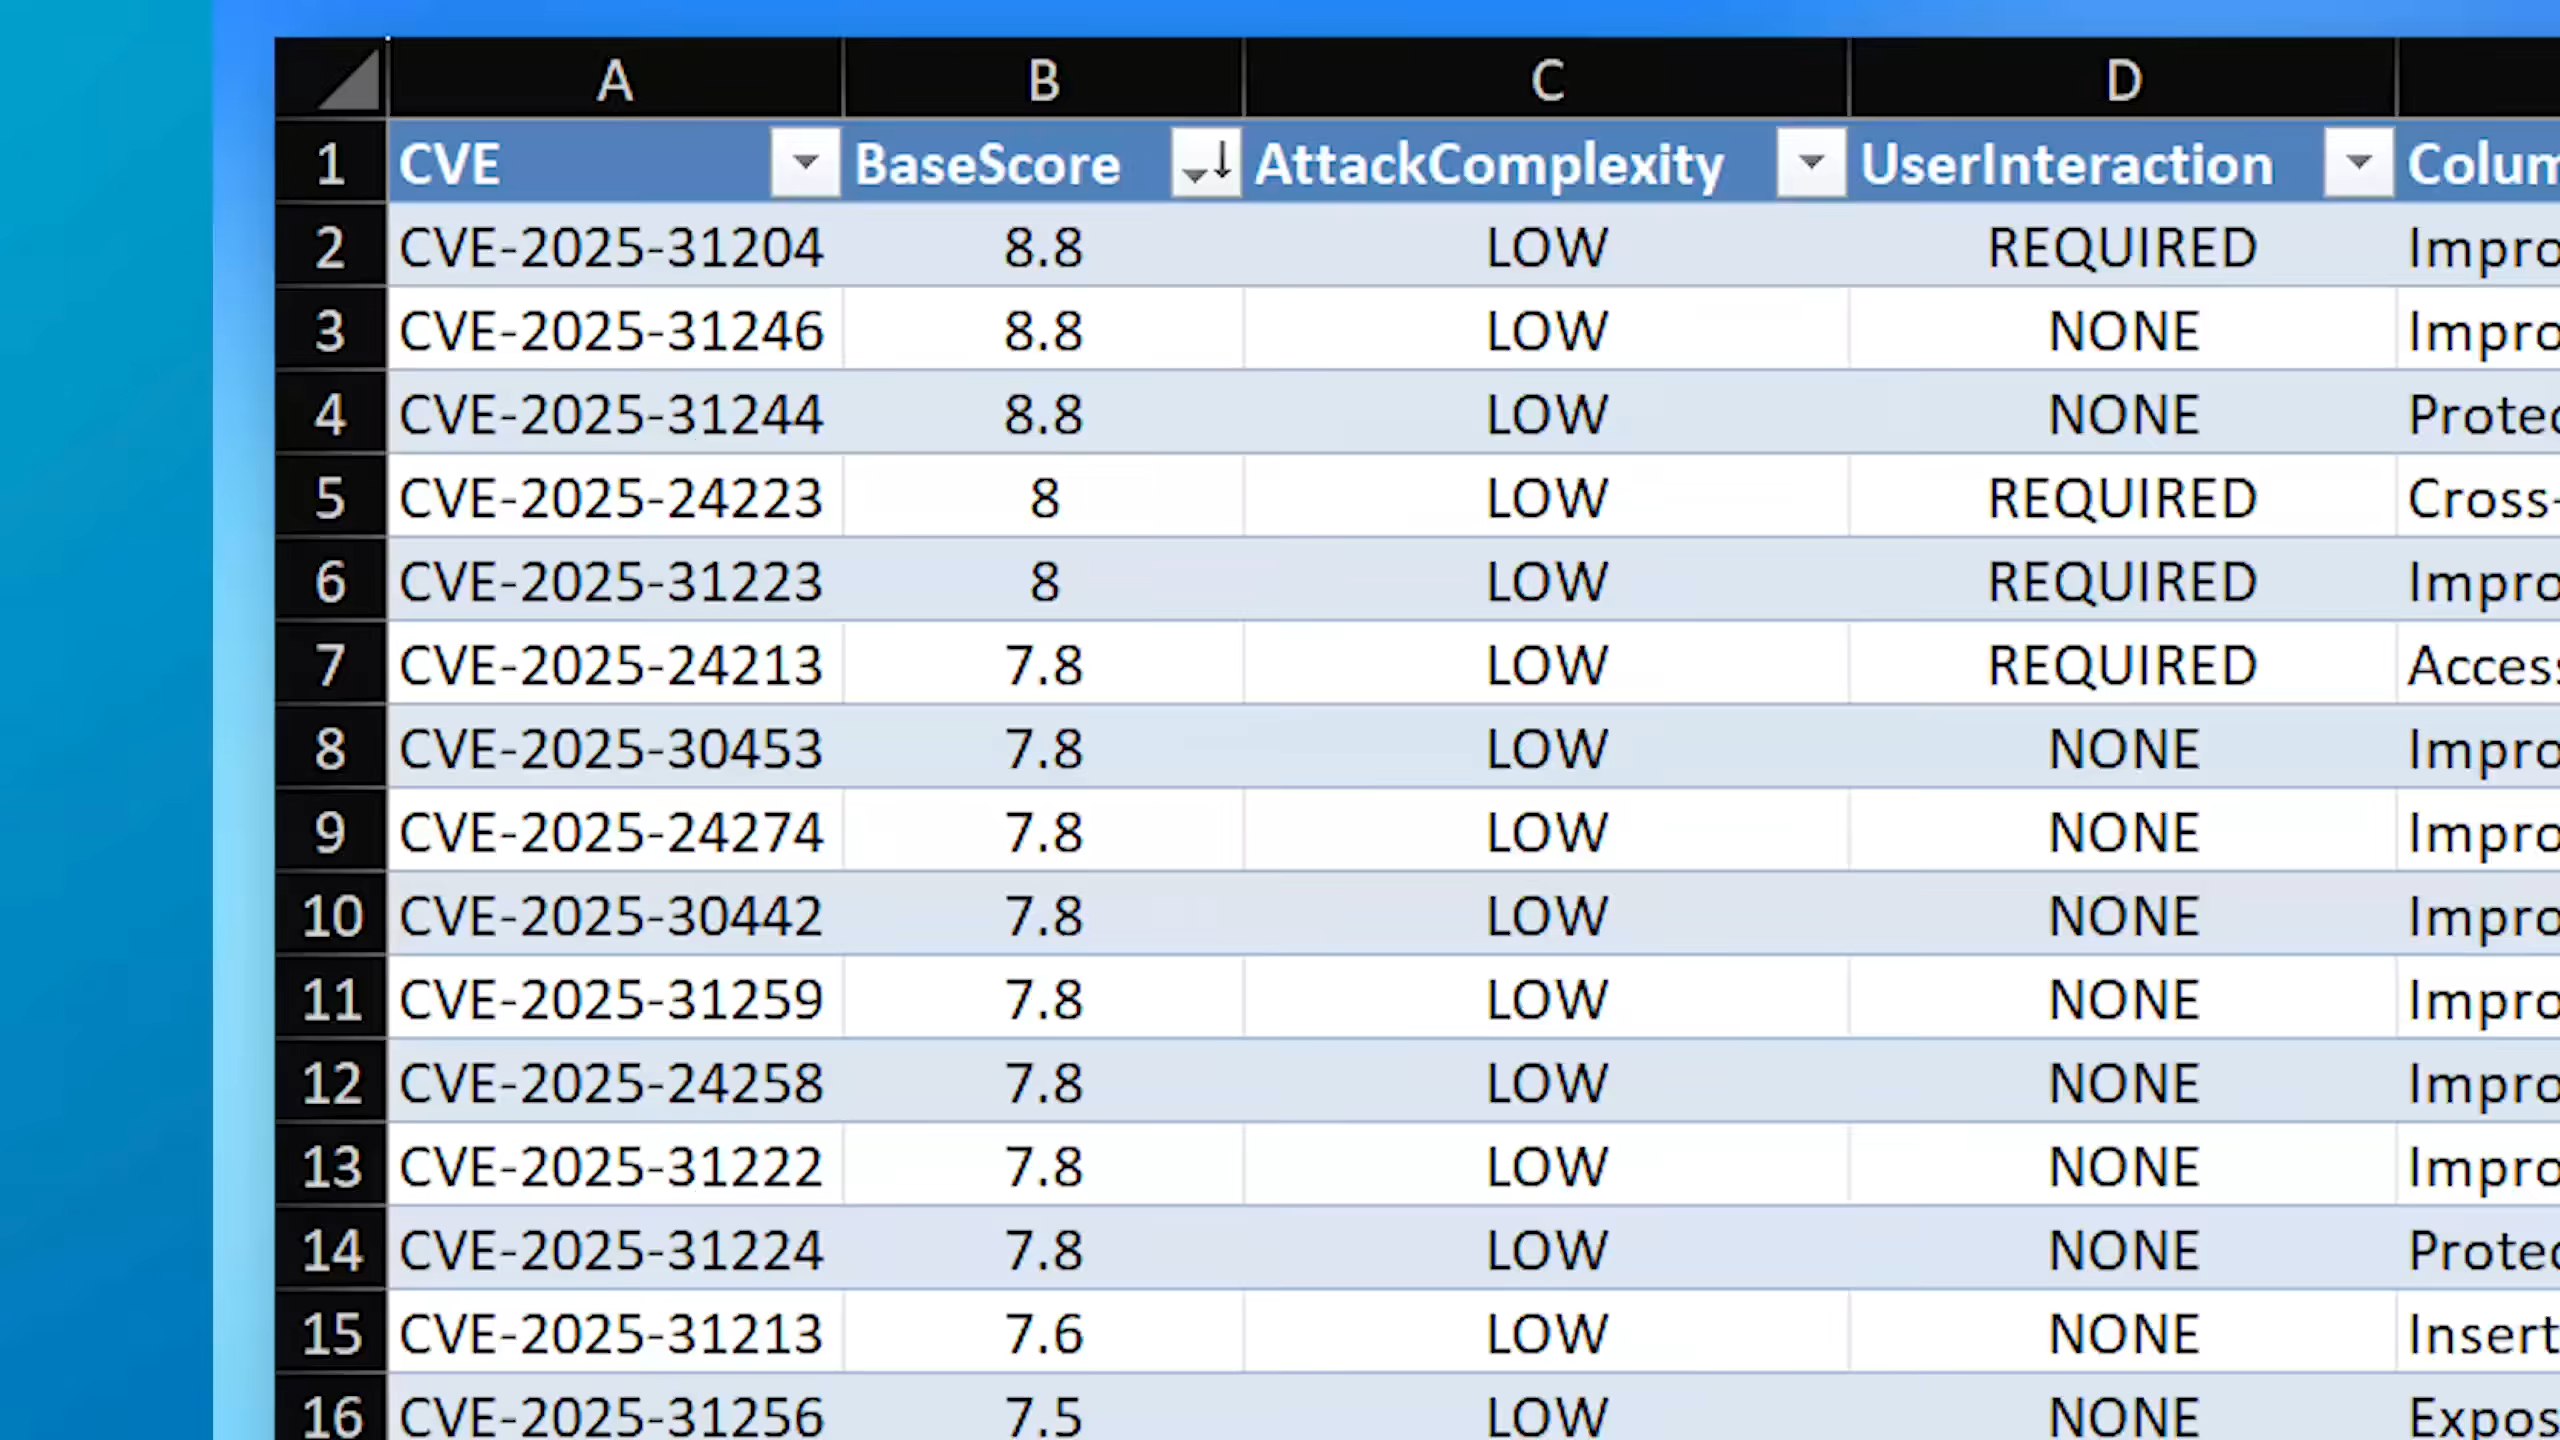 A B C D
1 CVE BaseScore AttackComplexity UserInteraction Colum
2 CVE-2025-31204 8.8 LOW REQUIRED Impro
3 CVE-2025-31246 8.8 LOW NONE Impro
4 CVE-2025-31244 8.8 LOW NONE Protec
5 CVE-2025-24223 8 LOW REQUIRED Cross-
6 CVE-2025-31223 8 LOW REQUIRED Impro
7 CVE-2025-24213 7.8 LOW REQUIRED Access
8 CVE-2025-30453 7.8 LOW NONE Impro
9 CVE-2025-24274 7.8 LOW NONE Impro
10 CVE-2025-30442 7.8 LOW NONE Impro
11 CVE-2025-31259 7.8 LOW NONE Impro
12 CVE-2025-24258 7.8 LOW NONE Impro
13 CVE-2025-31222 7.8 LOW NONE Impro
14 CVE-2025-31224 7.8 LOW NONE Protec
15 CVE-2025-31213 7.6 LOW NONE Insert
16 CVE-2025-31256 7.5 LOW NONE Expos